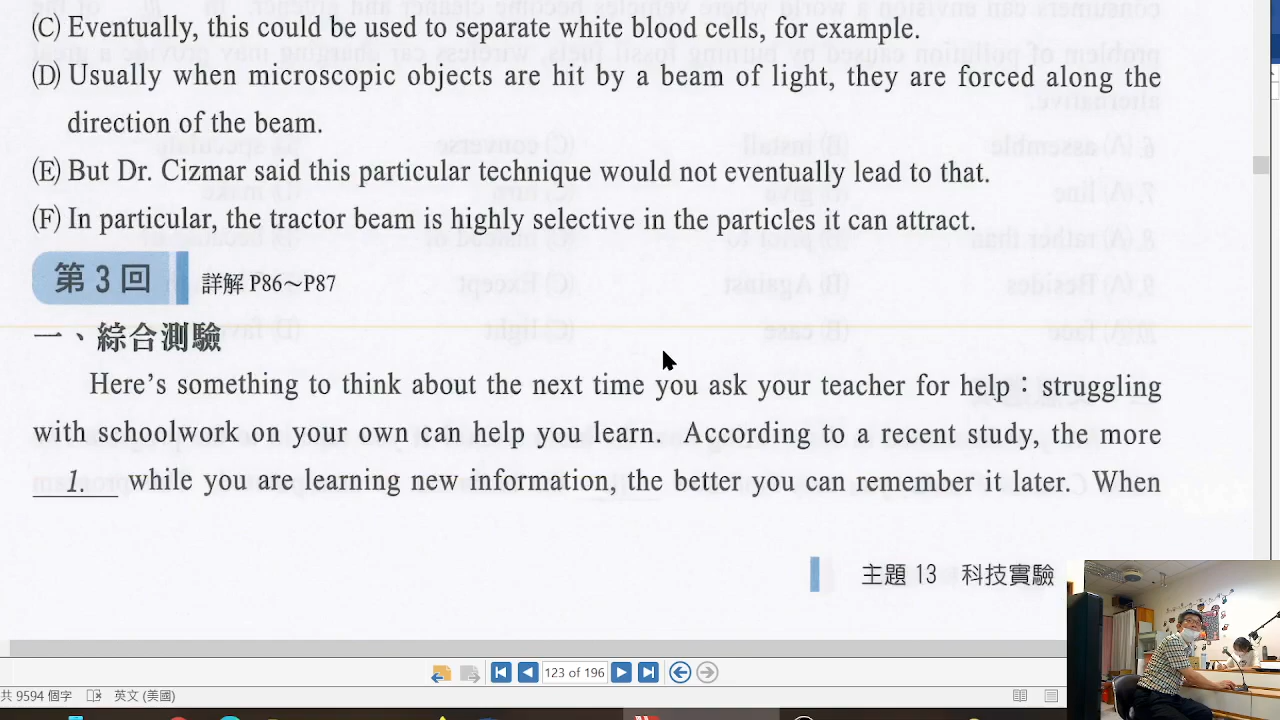 (C) Eventually, this could be used to separate white blood cells, for example.
(D) Usually when microscopic objects are hit by a beam of light, they are forced along the
direction of the beam.
(E) But Dr. Cizmar said this particular technique would not eventually lead to that.
(F) In particular, the tractor beam is highly selective in the particles it can attract.
第 3 回 詳解 P86～P87
一、綜合測驗
Here's something to think about the next time you ask your teacher for help：struggling
with schoolwork on your own can help you learn. According to a recent study, the more
1. while you are learning new information, the better you can remember it later. When
主題 13 科技實驗
123 of 196
共 9594 個字 英文 (美國)